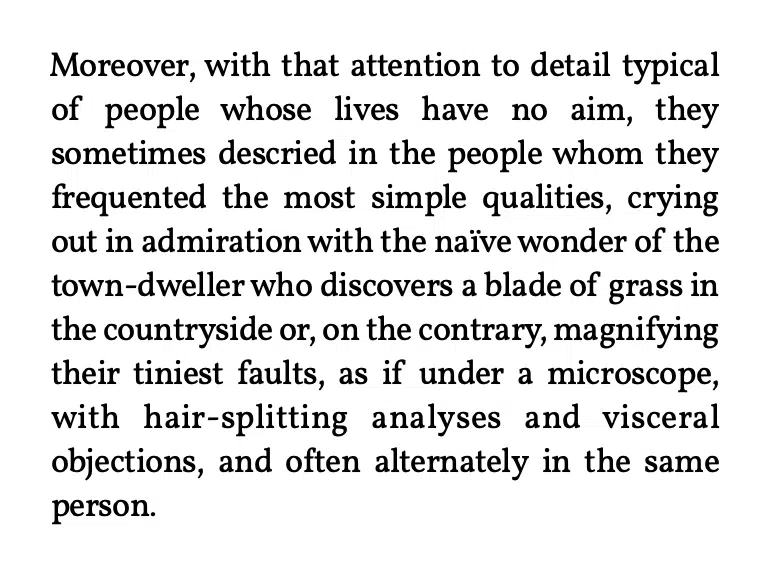 Moreover, with that attention to detail typical
of people whose lives have no aim, they
sometimes descried in the people whom they
frequented the most simple qualities, crying
out in admiration with the naïve wonder of the
town-dweller who discovers a blade of grass in
the countryside or, on the contrary, magnifying
their tiniest faults, as if under a microscope,
with hair-splitting analyses and visceral
objections, and often alternately in the same
person.